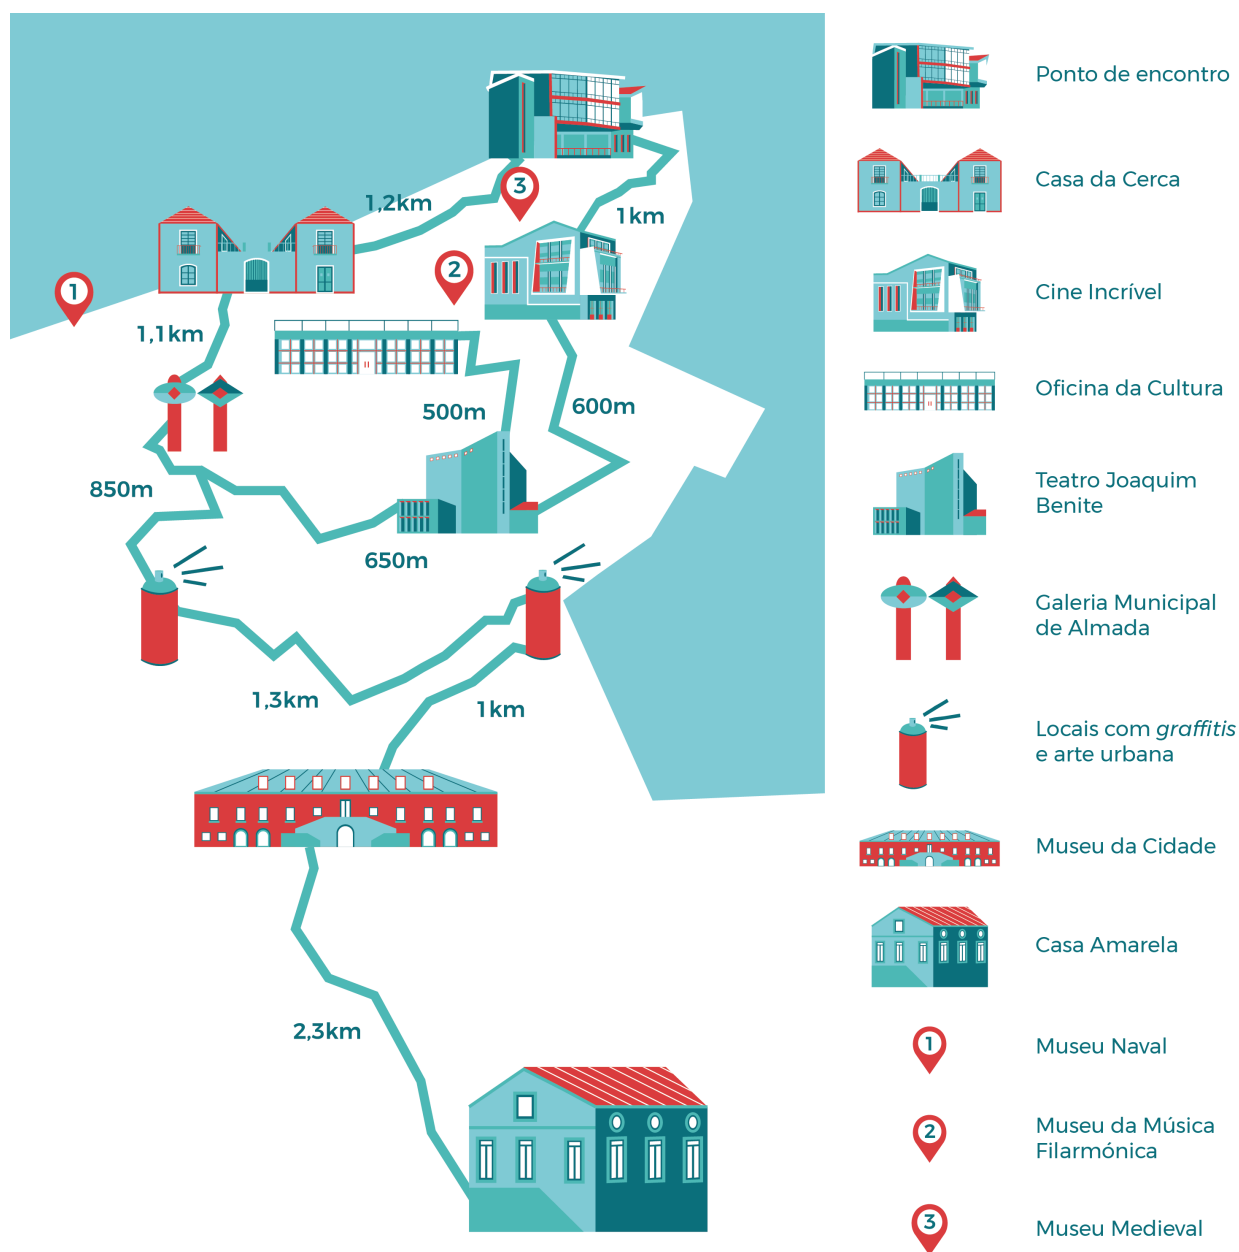 1,2km
3
1km
2
1
1,1km
500m
600m
850m
650m
1,3km
1km
2,3km
Ponto de encontro
Casa da Cerca
Cine Incrível
Oficina da Cultura
Teatro Joaquim
Benite
Galeria Municipal
de Almada
Locais com graffitis
e arte urbana
Museu da Cidade
Casa Amarela
1
Museu Naval
2
Museu da Música
Filarmónica
3
Museu Medieval